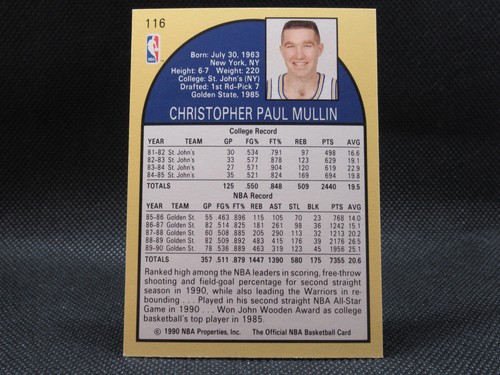 116
NBA
Born: July 30, 1963
New York, NY
Height: 6-7 Weight: 220
College: St. John's (NY)
Drafted: 1st Rd-Pick 7
Golden State, 1985
CHRISTOPHER PAUL MULLIN
College Record
YEAR TEAM GP FG% FT% REB PTS AVG
81-82 St. John's 30 .534 .791 97 498 16.6
82-83 St. John's 33 .577 .878 123 629 19.1
83-84 St. John's 27 .571 .904 120 619 22.9
84-85 St. John's 35 .521 .824 169 694 19.8
TOTALS 125 .550 .848 509 2440 19.5
NBA Record
YEAR TEAM GP FG% FT% REB AST STL BLK PTS AVG
85-86 Golden St. 55 .463 .896 115 105 70 23 768 14.0
86-87 Golden St. 82 .514 .825 181 261 98 36 1242 15.1
87-88 Golden St. 60 .508 .885 205 290 113 32 1213 20.2
88-89 Golden St. 82 .509 .892 483 415 176 39 2176 26.5
89-90 Golden St. 78 .536 .889 463 319 123 45 1956 25.1
TOTALS 357 .511 .879 1447 1390 580 175 7355 20.6
Ranked high among the NBA leaders in scoring, free-throw
shooting and field-goal percentage for second straight
season in 1990, while also leading the Warriors in re-
bounding . . . Played in his second straight NBA All-Star
Game in 1990 . . . Won John Wooden Award as college
basketball's top player in 1985.
© 1990 NBA Properties, Inc. The Official NBA Basketball Card